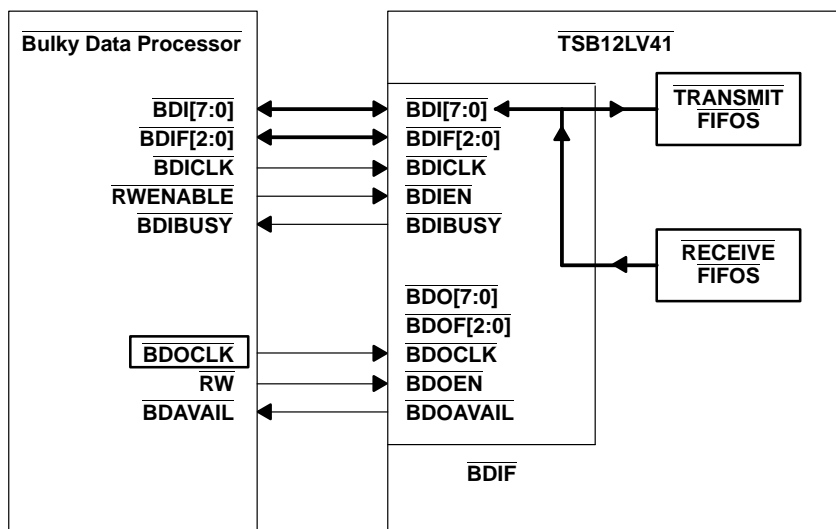 Bulky Data Processor
TSB12LV41
BDI[7:0]
BDI[7:0]
TRANSMIT
FIFOS
BDIF[2:0]
BDIF[2:0]
BDICLK
BDICLK
RWENABLE
BDIEN
BDIBUSY
BDIBUSY
RECEIVE
FIFOS
BDO[7:0]
BDOF[2:0]
BDOCLK
BDOCLK
RW
BDOEN
BDAVAIL
BDOAVAIL
BDIF